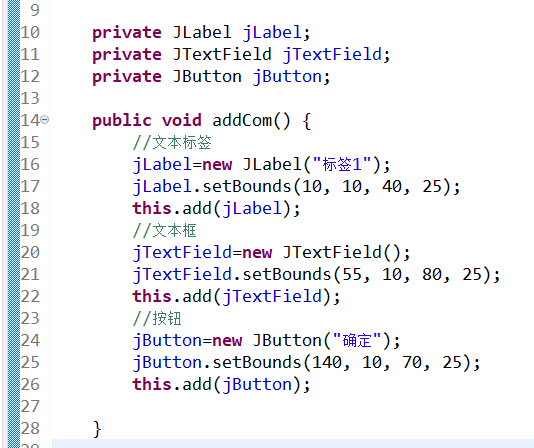 9
10 private JLabel jLabel;
11 private JTextField jTextField;
12 private JButton jButton;
13
14 public void addCom() {
15 //文本标签
16 jLabel=new JLabel("标签1");
17 jLabel.setBounds(10, 10, 40, 25);
18 this.add(jLabel);
19 //文本框
20 jTextField=new JTextField();
21 jTextField.setBounds(55, 10, 80, 25);
22 this.add(jTextField);
23 //按钮
24 jButton=new JButton("确定");
25 jButton.setBounds(140, 10, 70, 25);
26 this.add(jButton);
27
28 }